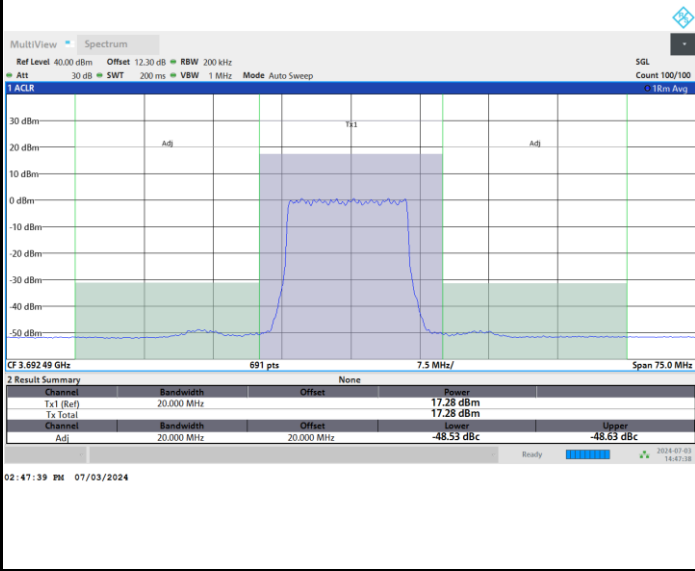 MultiView Spectrum
Ref Level 40.00 dBm Offset 12.30 dB RBW 200 kHz SGL
Att 30 dB SWT 200 ms VBW 1 MHz Mode Auto Sweep Count 100/100
1 ACLR 1Rm Avg
Tx1
30 dBm
Adj Adj
20 dBm
10 dBm
0 dBm
-10 dBm
-20 dBm
-30 dBm
-40 dBm
-50 dBm
CF 3.692 49 GHz 691 pts 7.5 MHz/ Span 75.0 MHz
2 Result Summary None
Channel Bandwidth Offset Power
Tx1 (Ref) 20.000 MHz 17.28 dBm
Tx Total 17.28 dBm
Channel Bandwidth Offset Lower Upper
Adj 20.000 MHz 20.000 MHz -48.53 dBc -48.63 dBc
Ready 2024-07-03
14:47:38
02:47:39 PM 07/03/2024